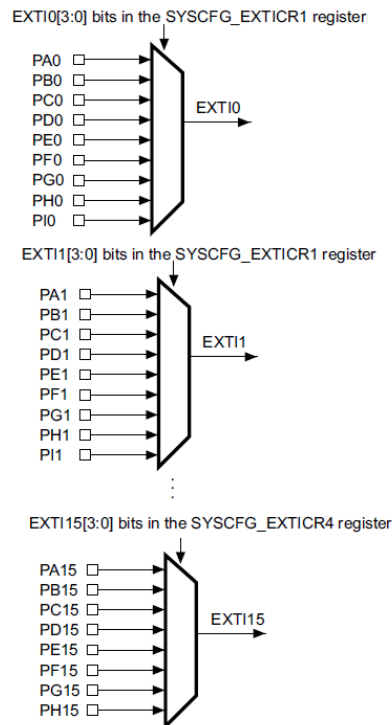 EXTI0[3:0] bits in the SYSCFG_EXTICR1 register
PA0
PB0
PC0
PD0
PE0
PF0
PG0
PH0
PI0
EXTI0
EXTI1[3:0] bits in the SYSCFG_EXTICR1 register
PA1
PB1
PC1
PD1
PE1
PF1
PG1
PH1
PI1
EXTI1
EXTI15[3:0] bits in the SYSCFG_EXTICR4 register
PA15
PB15
PC15
PD15
PE15
PF15
PG15
PH15
EXTI15